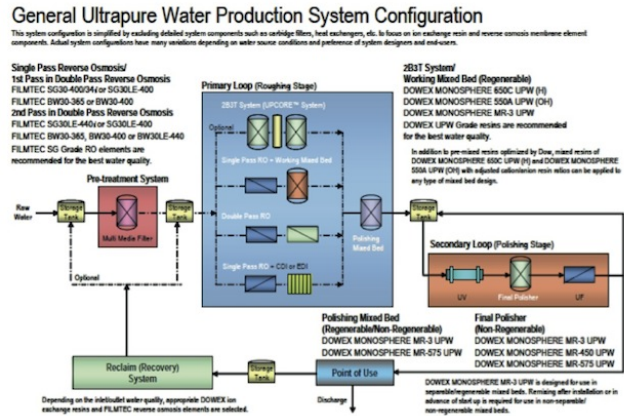 General Ultrapure Water Production System Configuration
This system configuration is simplified by excluding detailed system components such as cartridge filters, heat exchangers, etc. to focus on ion exchange resin and reverse osmosis membrane element
components. Actual system configurations have many variations depending on water source conditions and preference of system designers and end-users.
Single Pass Reverse Osmosis/
1st Pass in Double Pass Reverse Osmosis
FILMTEC SG30-400/34i or SG30LE-400
FILMTEC BW30-365 or BW30-400
2nd Pass in Double Pass Reverse Osmosis
FILMTEC SG30LE-440i or SG30LE-400
FILMTEC BW30-365, BW30-400 or BW30LE-440
FILMTEC SG Grade RO elements are
recommended for the best water quality.
Primary Loop (Roughing Stage)
2B3T System (UPCORE™ System)
Optional
Single Pass RO + Working Mixed Bed
Double Pass RO
Single Pass RO + CDI or EDI
Polishing
Mixed Bed
2B3T System/
Working Mixed Bed (Regenerable)
DOWEX MONOSPHERE 650C UPW (H)
DOWEX MONOSPHERE 550A UPW (OH)
DOWEX MONOSPHERE MR-3 UPW
DOWEX UPW Grade resins are recommended
for the best water quality.
In addition to pre-mixed resins optimized by Dow, mixed resins of
DOWEX MONOSPHERE 650C UPW (H) and DOWEX MONOSPHERE
550A UPW (OH) with adjusted cation/anion resin ratios can be applied to
any type of mixed bed design.
Pre-treatment System
Raw
Water
Storage
Tank
Multi Media Filter
Storage
Tank
Optional
Storage
Tank
Secondary Loop (Polishing Stage)
UV
Final Polisher
UF
Polishing Mixed Bed
(Regenerable/Non-Regenerable)
DOWEX MONOSPHERE MR-3 UPW
DOWEX MONOSPHERE MR-575 UPW
Final Polisher
(Non-Regenerable)
DOWEX MONOSPHERE MR-3 UPW
DOWEX MONOSPHERE MR-450 UPW
DOWEX MONOSPHERE MR-575 UPW
Reclaim (Recovery)
System
Storage
Tank
Point of Use
Discharge
Depending on the inlet/outlet water quality, appropriate DOWEX ion
exchange resins and FILMTEC reverse osmosis elements are selected.
DOWEX MONOSPHERE MR-3 UPW is designed for use in
separable/regenerable mixed beds. Remixing after installation or in
advance of start up is required for use in non-separable/
non-regenerable mixed beds.